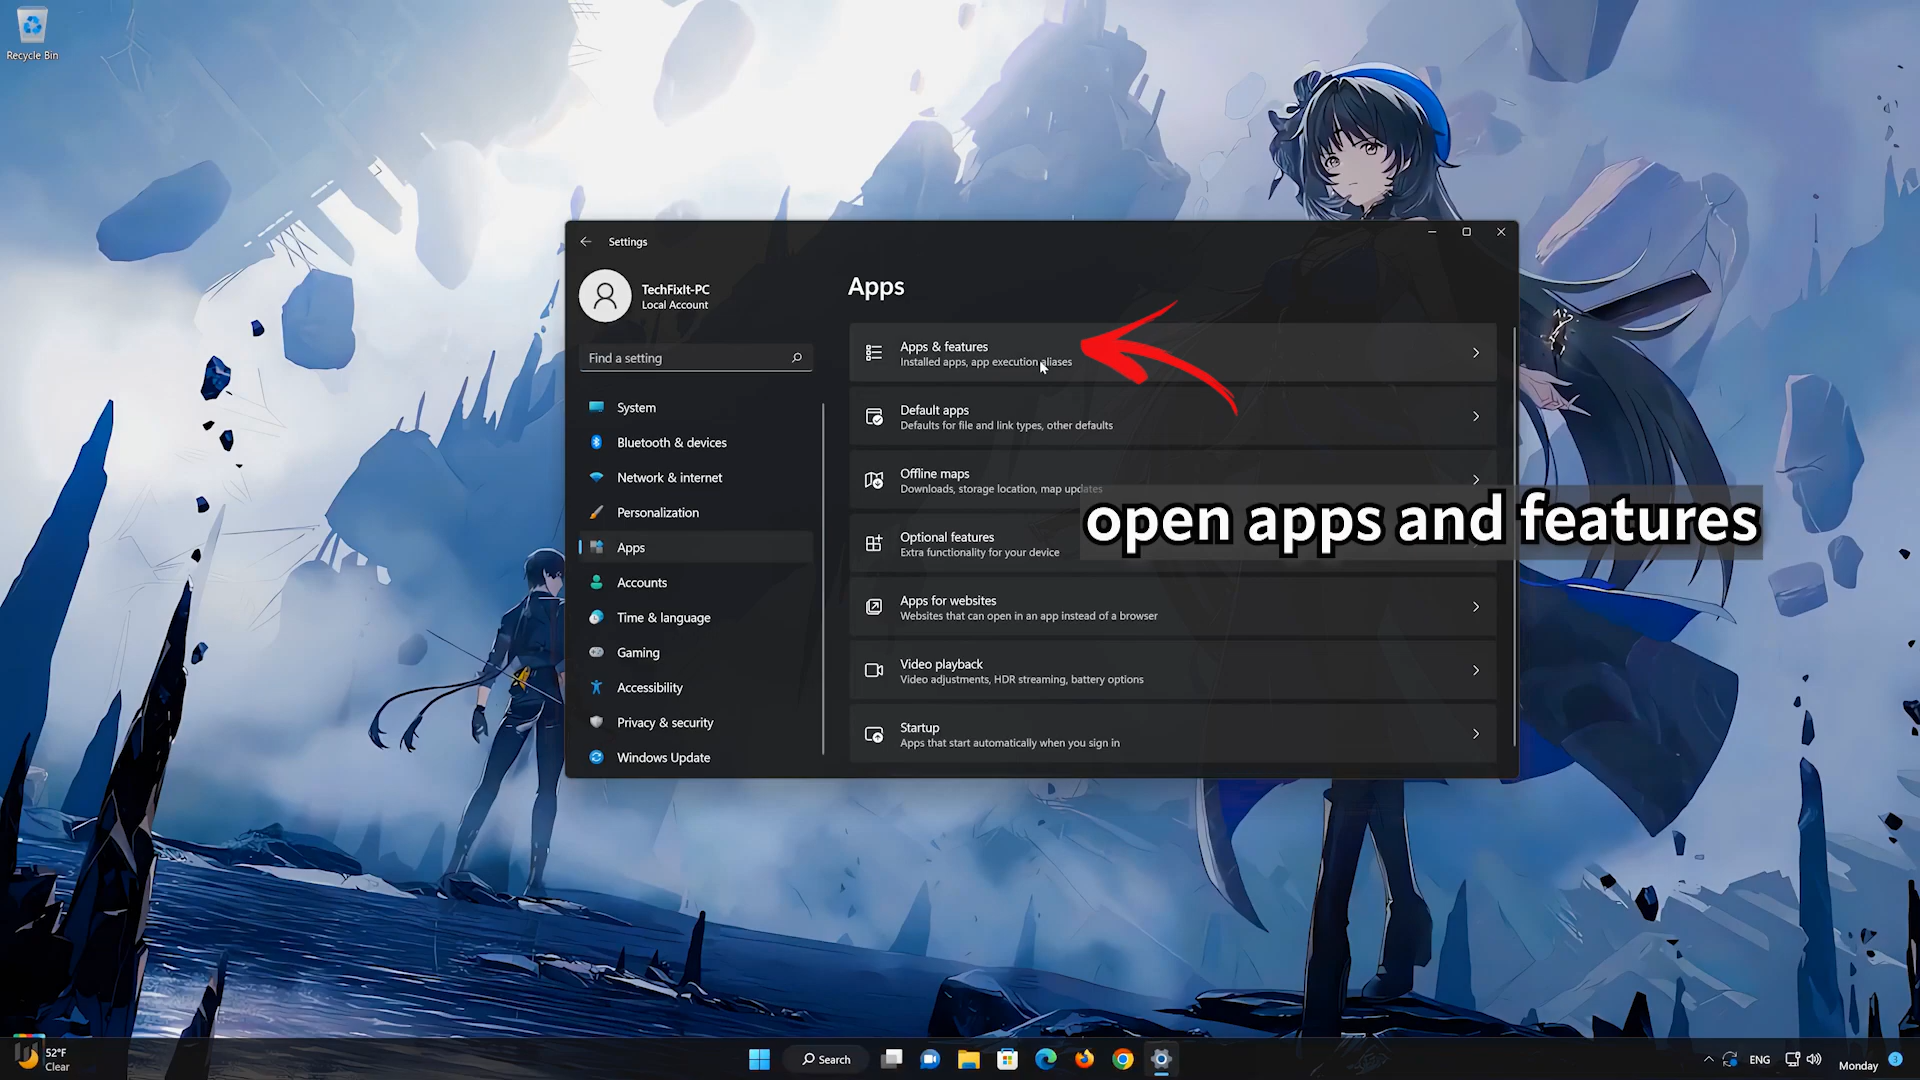 Recycle Bin
Settings
TechFixIt-PC
Local Account
Find a setting
System
Bluetooth & devices
Network & internet
Personalization
Apps
Accounts
Time & language
Gaming
Accessibility
Privacy & security
Windows Update
Apps
Apps & features
Installed apps, app execution aliases
Default apps
Defaults for file and link types, other defaults
Offline maps
Downloads, storage location, map updates
open apps and features
Optional features
Extra functionality for your device
Apps for websites
Websites that can open in an app instead of a browser
Video playback
Video adjustments, HDR streaming, battery options
Startup
Apps that start automatically when you sign in
52°F
Clear
Search
ENG
Monday
3